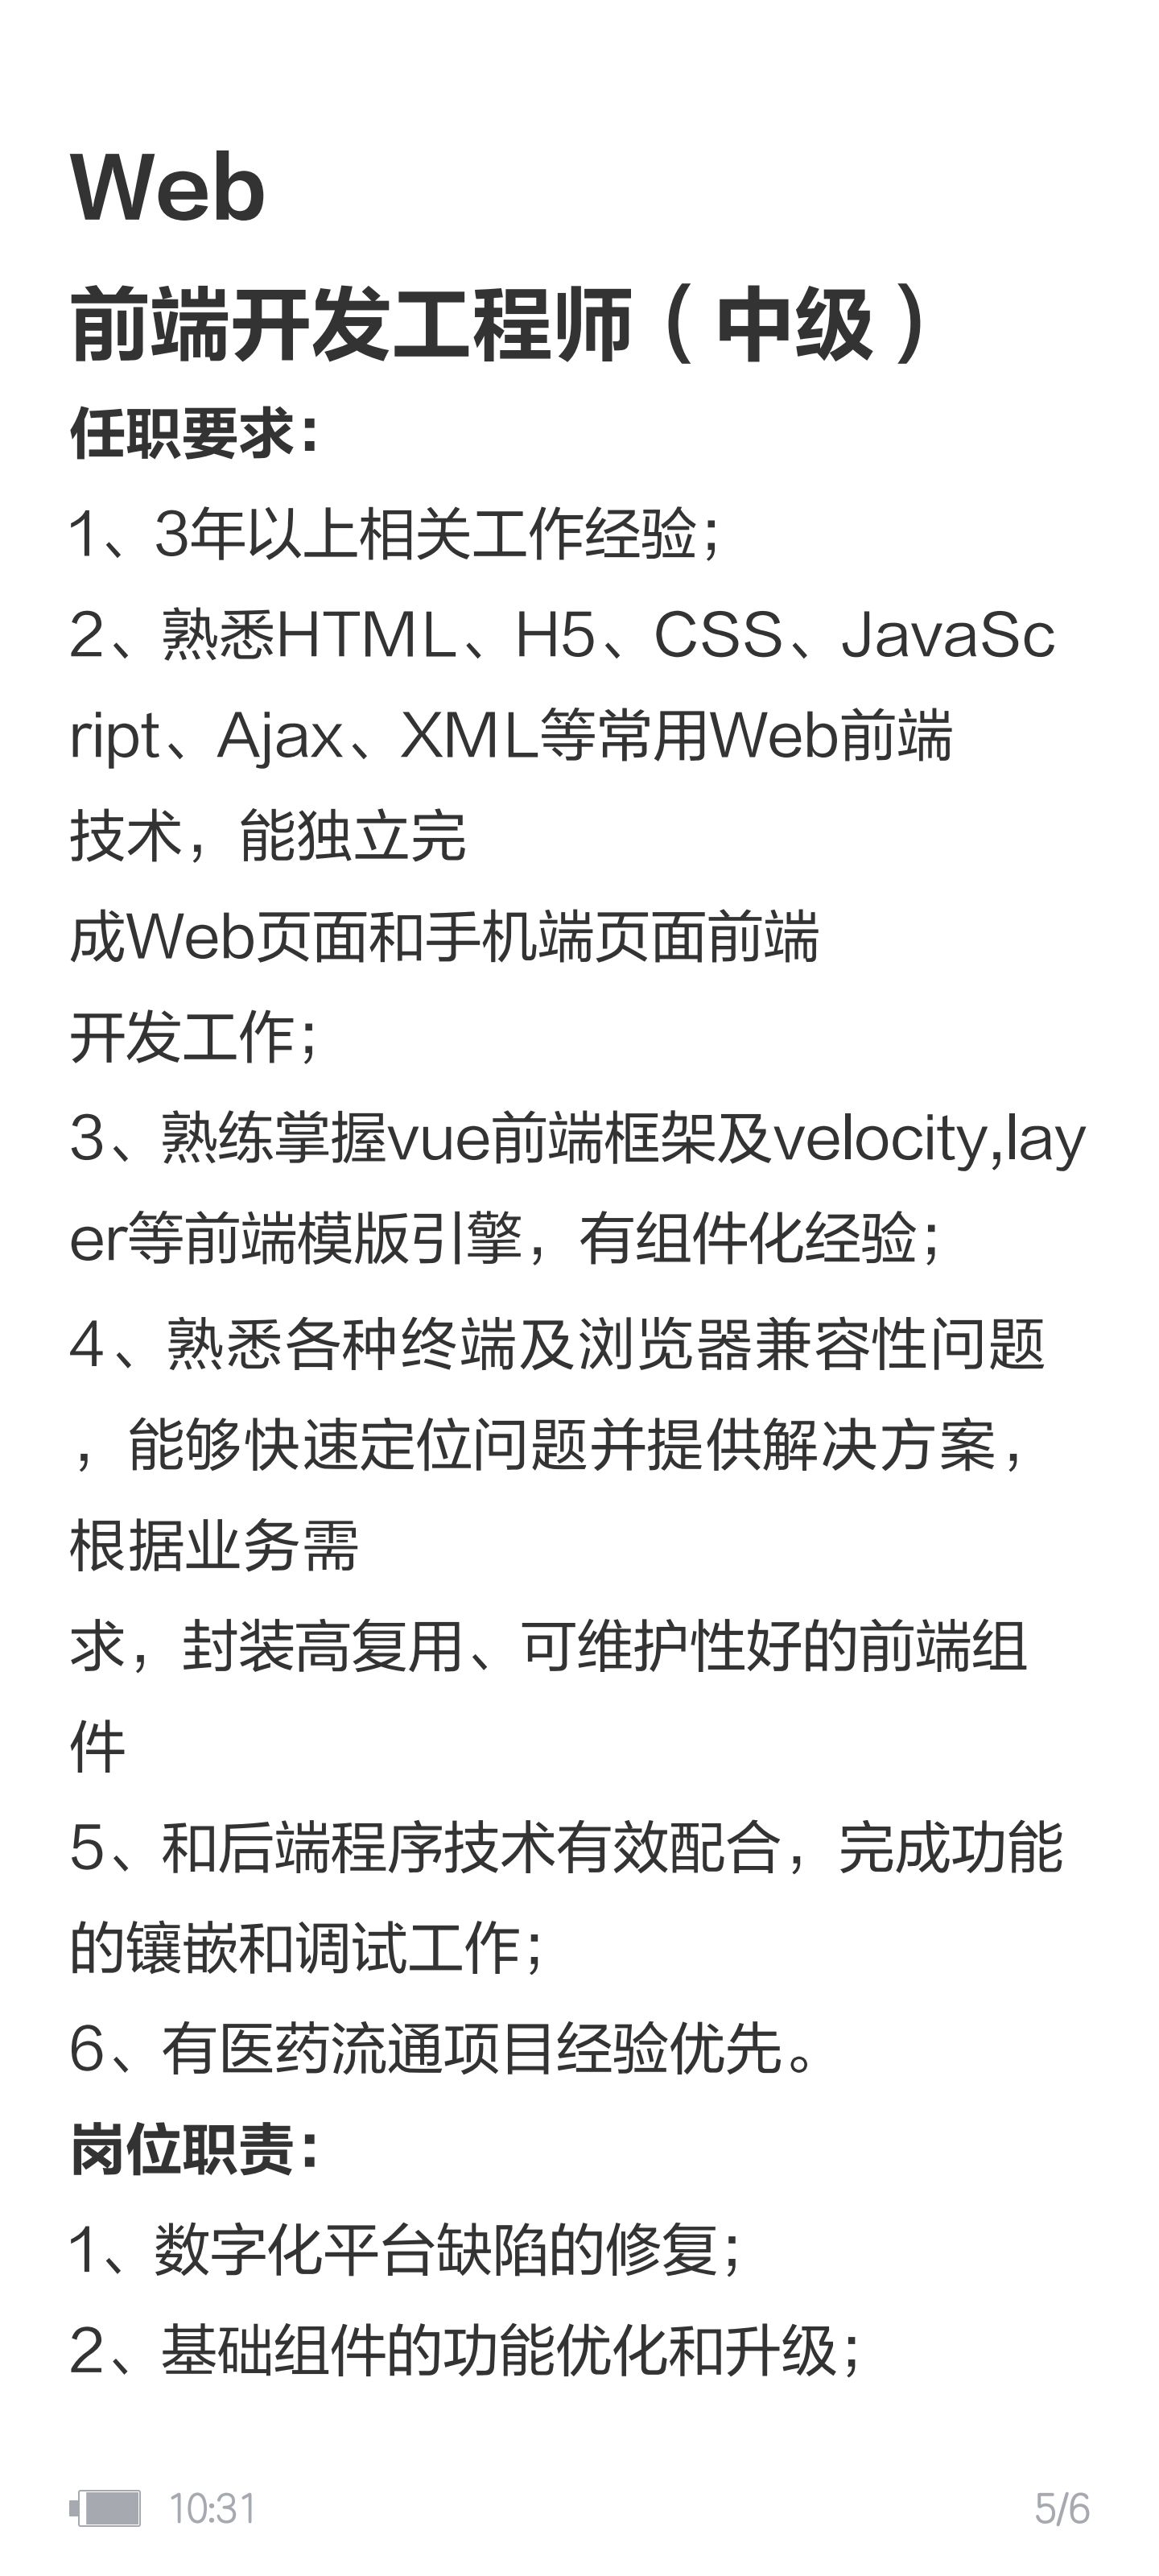 Web
前端开发工程师（中级）
任职要求：
1、3年以上相关工作经验；
2、熟悉HTML、H5、CSS、JavaSc
ript、Ajax、XML等常用Web前端
技术，能独立完
成Web页面和手机端页面前端
开发工作；
3、熟练掌握vue前端框架及velocity,lay
er等前端模版引擎，有组件化经验；
4、熟悉各种终端及浏览器兼容性问题
，能够快速定位问题并提供解决方案，
根据业务需
求，封装高复用、可维护性好的前端组
件
5、和后端程序技术有效配合，完成功能
的镶嵌和调试工作；
6、有医药流通项目经验优先。
岗位职责：
1、数字化平台缺陷的修复；
2、基础组件的功能优化和升级；
10:31 5/6